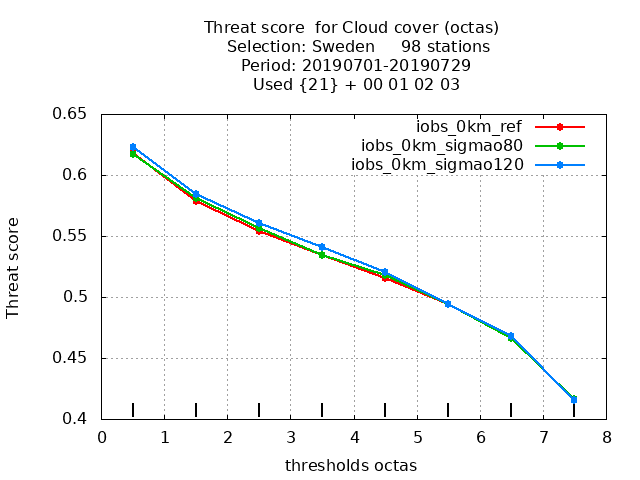 Threat score  for Cloud cover (octas)
Selection: Sweden     98 stations
Period: 20190701-20190729
Used {21} + 00 01 02 03
iobs_0km_ref
iobs_0km_sigmao80
iobs_0km_sigmao120
Threat score
0.65
0.6
0.55
0.5
0.45
0.4
0 1 2 3 4 5 6 7 8
thresholds octas